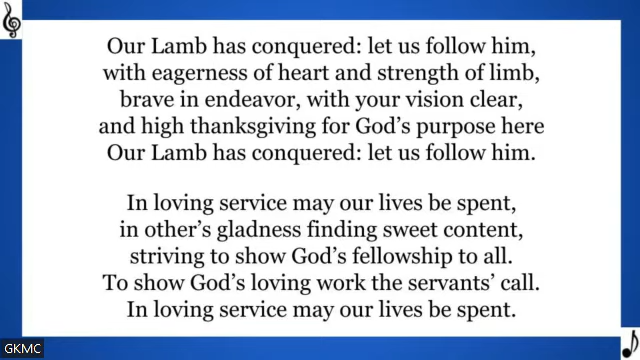 Our Lamb has conquered: let us follow him,
with eagerness of heart and strength of limb,
brave in endeavor, with your vision clear,
and high thanksgiving for God’s purpose here
Our Lamb has conquered: let us follow him.
In loving service may our lives be spent,
in other’s gladness finding sweet content,
striving to show God’s fellowship to all.
To show God’s loving work the servants’ call.
In loving service may our lives be spent.
GKMC